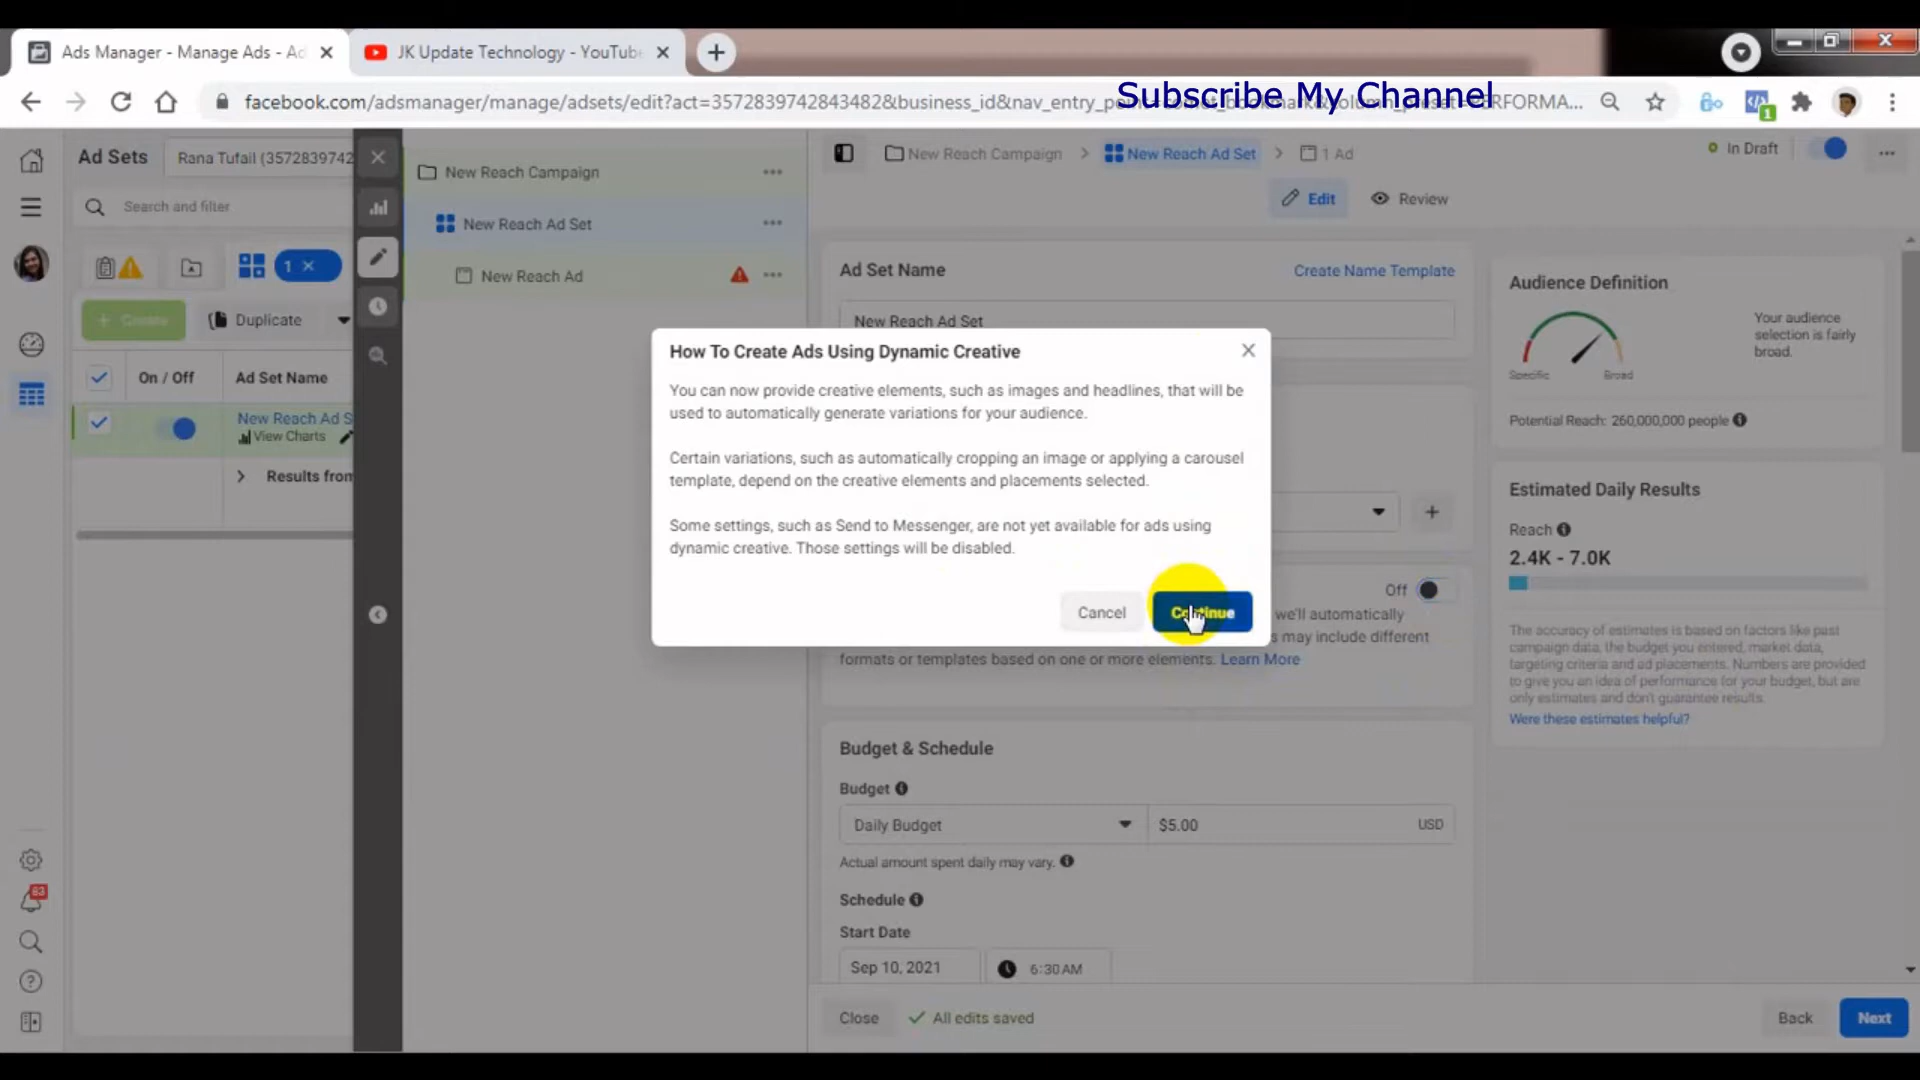 Ads Manager - Manage Ads - Ad
JK Update Technology - YouTube
facebook.com/adsmanager/manage/adsets/edit?act=3572839742843482&business_id&nav_entry_po
PERFORMA...
Subscribe My Channel
Ad Sets
Rana Tufail (3572839742
Search and filter
1
+ Create
Duplicate
On / Off
Ad Set Name
New Reach Ad S
View Charts
Results from
83
New Reach Campaign
New Reach Ad Set
New Reach Ad
New Reach Campaign
New Reach Ad Set
1 Ad
In Draft
Edit
Review
Ad Set Name
Create Name Template
New Reach Ad Set
How To Create Ads Using Dynamic Creative
You can now provide creative elements, such as images and headlines, that will be
used to automatically generate variations for your audience.
Certain variations, such as automatically cropping an image or applying a carousel
template, depend on the creative elements and placements selected.
Some settings, such as Send to Messenger, are not yet available for ads using
dynamic creative. Those settings will be disabled.
Cancel
Continue
Off
we'll automatically
may include different
formats or templates based on one or more elements. Learn More
Budget & Schedule
Budget
Daily Budget
$5.00
USD
Actual amount spent daily may vary.
Schedule
Start Date
Sep 10, 2021
6:30 AM
Close
All edits saved
Back
Next
Audience Definition
Your audience
selection is fairly
broad.
Specific
Broad
Potential Reach: 260,000,000 people
Estimated Daily Results
Reach
2.4K - 7.0K
The accuracy of estimates is based on factors like past
campaign data, the budget you entered, market data,
targeting criteria and ad placements. Numbers are provided
to give you an idea of performance for your budget, but are
only estimates and don't guarantee results.
Were these estimates helpful?